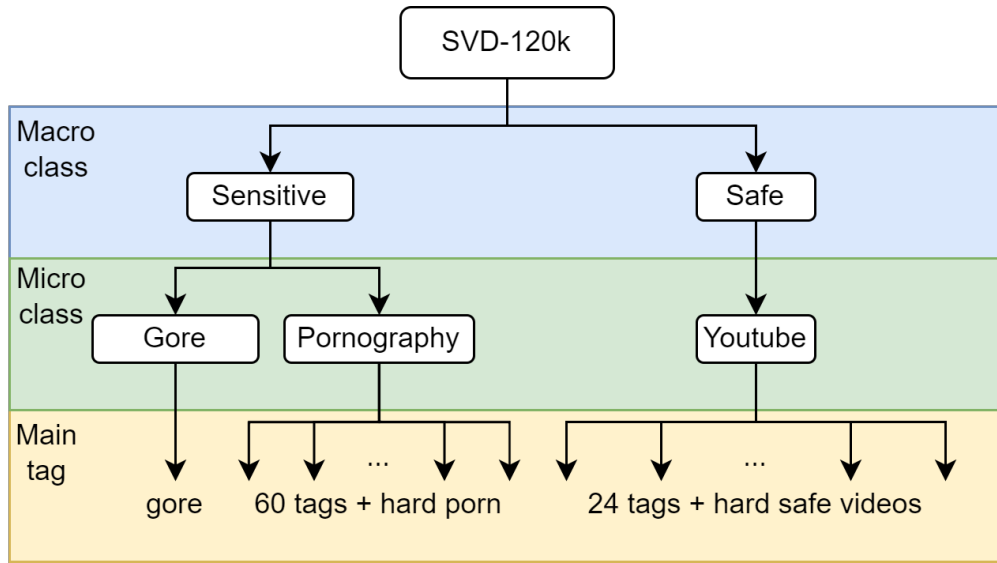 SVD-120k
Macro
class
Sensitive
Safe
Micro
class
Gore
Pornography
Youtube
Main
tag
...
...
gore
60 tags + hard porn
24 tags + hard safe videos